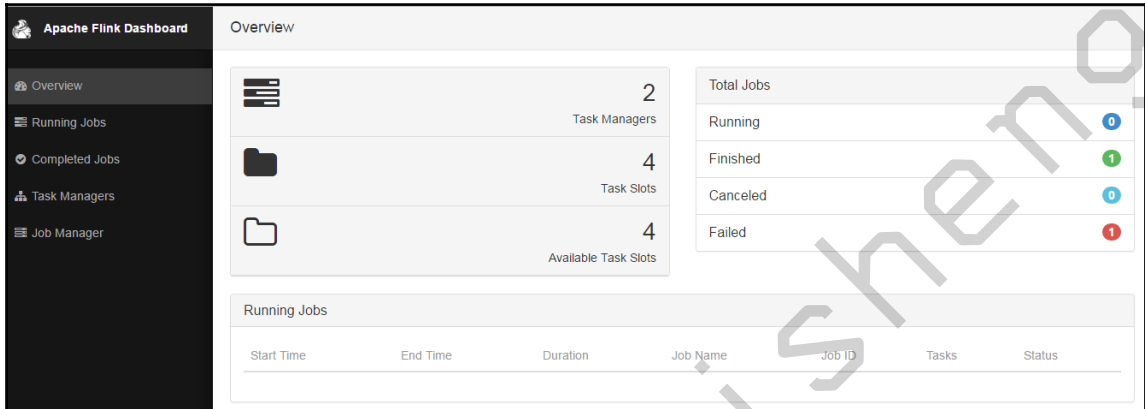 Apache Flink Dashboard
Overview
Overview
Running Jobs
Completed Jobs
Task Managers
Job Manager
2
Task Managers
4
Task Slots
4
Available Task Slots
Total Jobs
Running 0
Finished 1
Canceled 0
Failed 1
Running Jobs
Start Time End Time Duration Job Name Job ID Tasks Status